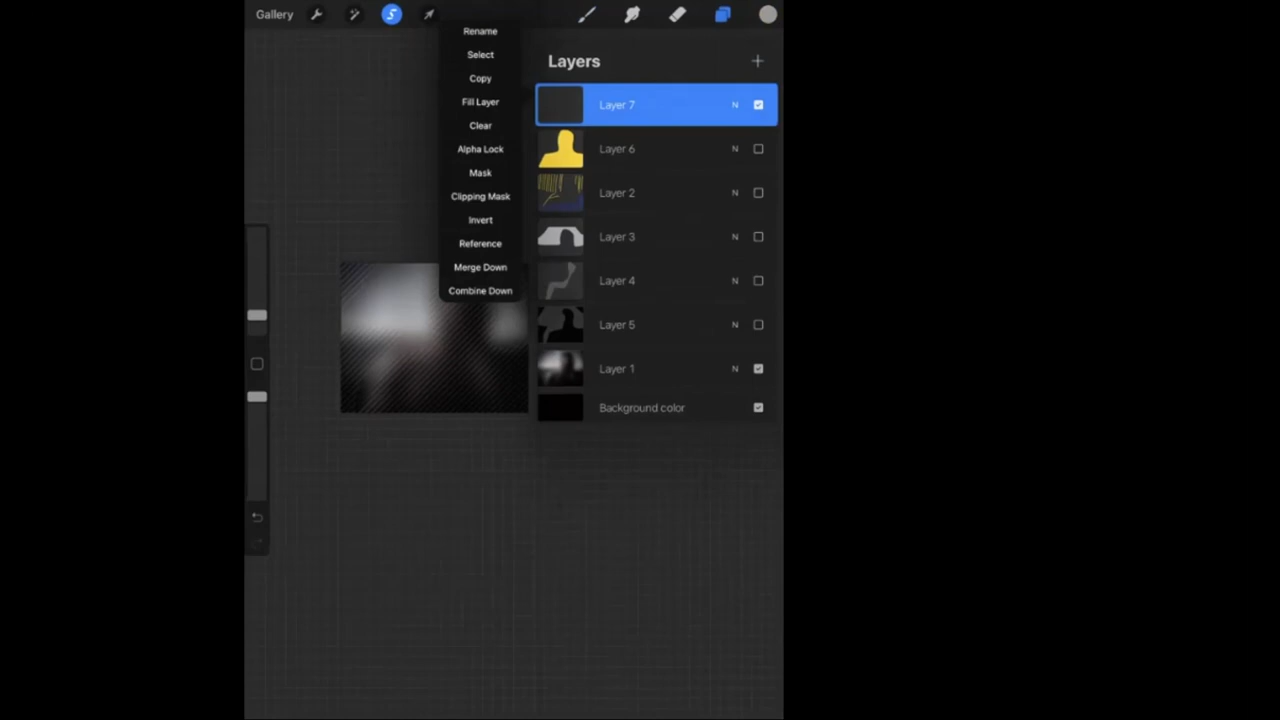 Gallery
Rename
Select
Copy
Fill Layer
Clear
Alpha Lock
Mask
Clipping Mask
Invert
Reference
Merge Down
Combine Down
Layers
Layer 7 N
Layer 6 N
Layer 2 N
Layer 3 N
Layer 4 N
Layer 5 N
Layer 1 N
Background color